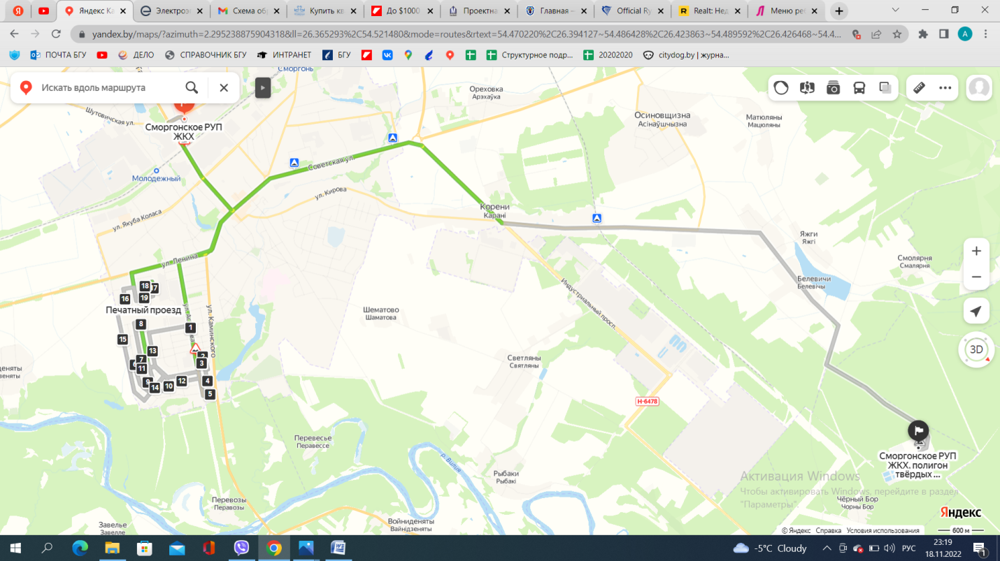 Яндекс Ка
Электроэ
Схема об
Купить кв
До $1000
Проектна
Главная –
Official Ry
Realt: Нед
Меню ре
yandex.by/maps/?azimuth=2.2952388759043188&ll=26.365293%2C54.521480&mode=routes&rtext=54.470220%2C26.394127~54.486428%2C26.423863~54.489592%2C26.426468~54.4...
A
ПОЧТА БГУ
ДЕЛО
СПРАВОЧНИК БГУ
ИНТРАНЕТ
БГУ
Структурное подр...
20202020
citydog.by | журна...
Сморгонь
Искать вдоль маршрута
Ореховка
Арэхаўка
Шутовичская ул.
Осиновщизна
Асінаўшчызна
Матюляны
Мацюляны
Сморгонское РУП
ЖКХ
Советская ул.
Молодежный
ул. Кирова
Корени
Карані
ул. Якуба Коласа
Яжги
Яжгі
Смолярня
Смалярня
ул. Ленина
Белевичи
Белевічы
18
17
16
19
Печатный проезд
Шематово
Шаматова
Индустриальный просп.
ул. Каминского
8
1
15
13
3D
7
2
Светляны
Святляны
3
11
12
4
9
14
10
5
Н-6478
Перевесье
Перавессе
р. Вилия
Сморгонское РУП
ЖКХ. полигон
твёрдых ...
Рыбаки
Рыбакі
Активация Windows
Чтобы активировать Windows, перейдите в раздел
"Параметры".
Чёрный Бор
Чорны Бор
Перевозы
Перавозы
Яндекс
Завелье
Завелле
Войниденяты
Вайнідзеняты
© Яндекс Справка Условия использования
600 м
-5°C Cloudy
РУС
23:19
18.11.2022
1